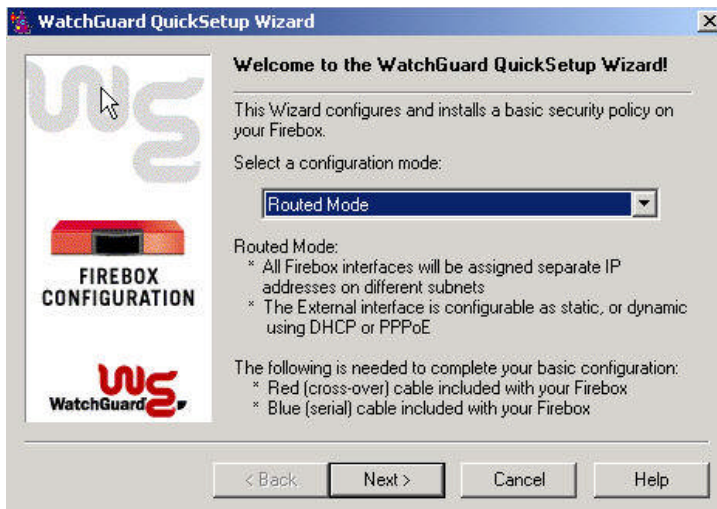 WatchGuard QuickSetup Wizard
Welcome to the WatchGuard QuickSetup Wizard!
This Wizard configures and installs a basic security policy on
your Firebox.
Select a configuration mode:
Routed Mode
Routed Mode:
* All Firebox interfaces will be assigned separate IP
addresses on different subnets
* The External interface is configurable as static, or dynamic
using DHCP or PPPoE
The following is needed to complete your basic configuration:
* Red (cross-over) cable included with your Firebox
* Blue (serial) cable included with your Firebox
FIREBOX
CONFIGURATION
WatchGuard
< Back
Next >
Cancel
Help